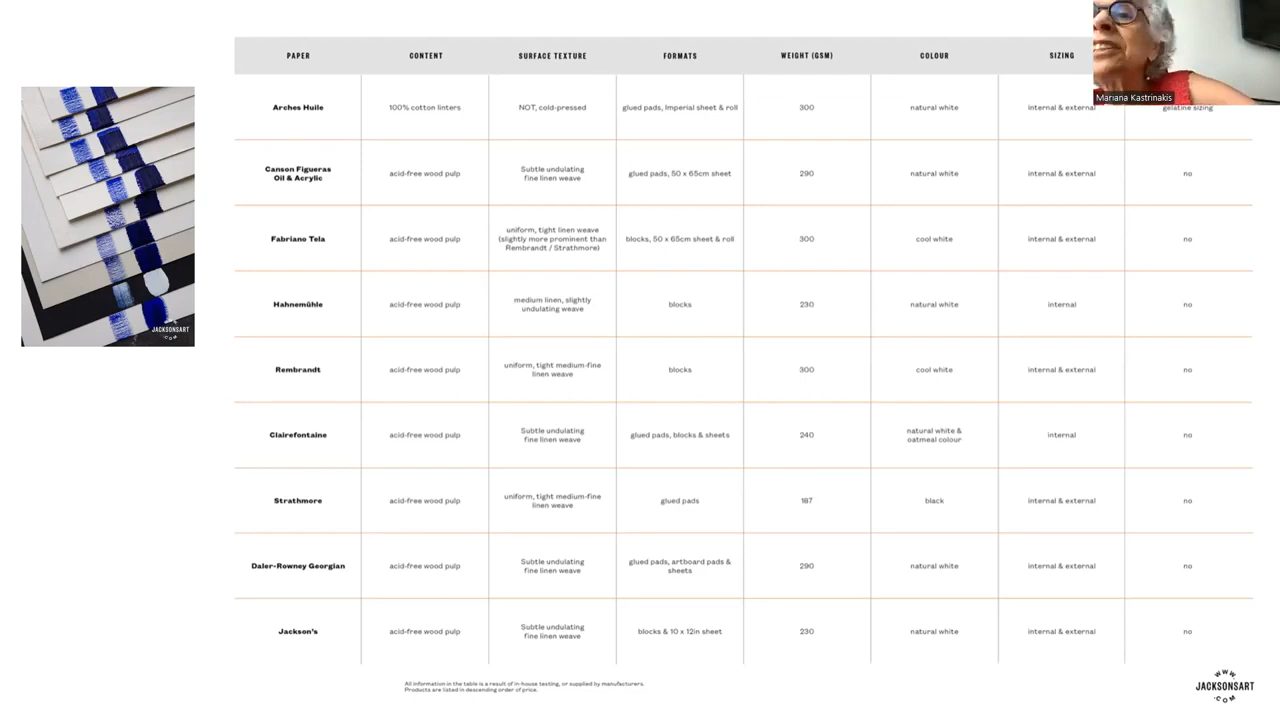 PAPER CONTENT SURFACE TEXTURE FORMATS WEIGHT (GSM) COLOUR SIZING
Mariana Kastrinakis
Arches Huile 100% cotton linters NOT, cold-pressed glued pads, Imperial sheet & roll 300 natural white internal & external gelatine sizing
Canson Figueras
Oil & Acrylic acid-free wood pulp Subtle undulating
fine linen weave glued pads, 50 x 65cm sheet 290 natural white internal & external no
Fabriano Tela acid-free wood pulp uniform, tight linen weave
(slightly more prominent than
Rembrandt / Strathmore) blocks, 50 x 65cm sheet & roll 300 cool white internal & external no
Hahnemühle acid-free wood pulp medium linen, slightly
undulating weave blocks 230 natural white internal no
Rembrandt acid-free wood pulp uniform, tight medium-fine
linen weave blocks 300 cool white internal & external no
Clairefontaine acid-free wood pulp Subtle undulating
fine linen weave glued pads, blocks & sheets 240 natural white &
oatmeal colour internal no
Strathmore acid-free wood pulp uniform, tight medium-fine
linen weave glued pads 187 black internal & external no
Daler-Rowney Georgian acid-free wood pulp Subtle undulating
fine linen weave glued pads, artboard pads &
sheets 290 natural white internal & external no
Jackson's acid-free wood pulp Subtle undulating
fine linen weave blocks & 10 x 12in sheet 230 natural white internal & external no
All information in the table is a result of in-house testing, or supplied by manufacturers.
Products are listed in descending order of price.
JACKSONSART
.COM
WWW.
JACKSONSART
.COM